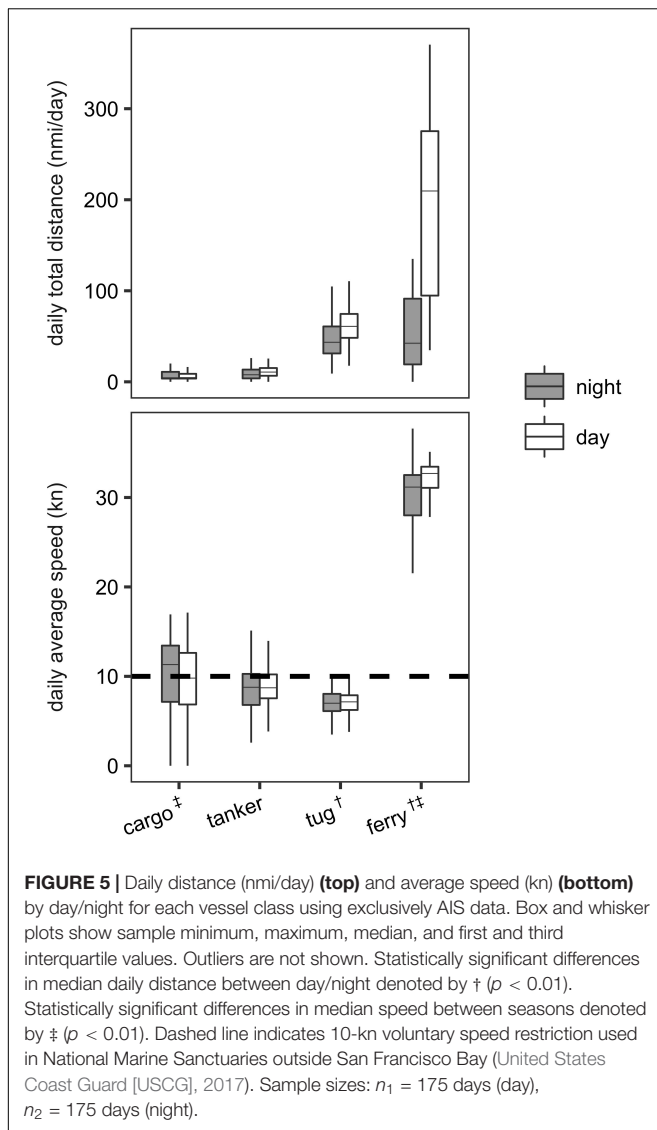 daily total distance (nmi/day)
300
200
100
0
night
day
daily average speed (kn)
30
20
10
0
cargo ‡
tanker
tug †
ferry †‡
FIGURE 5 | Daily distance (nmi/day) (top) and average speed (kn) (bottom)
by day/night for each vessel class using exclusively AIS data. Box and whisker
plots show sample minimum, maximum, median, and first and third
interquartile values. Outliers are not shown. Statistically significant differences
in median daily distance between day/night denoted by † (p < 0.01).
Statistically significant differences in median speed between seasons denoted
by ‡ (p < 0.01). Dashed line indicates 10-kn voluntary speed restriction used
in National Marine Sanctuaries outside San Francisco Bay (United States
Coast Guard [USCG], 2017). Sample sizes: n₁ = 175 days (day),
n₂ = 175 days (night).